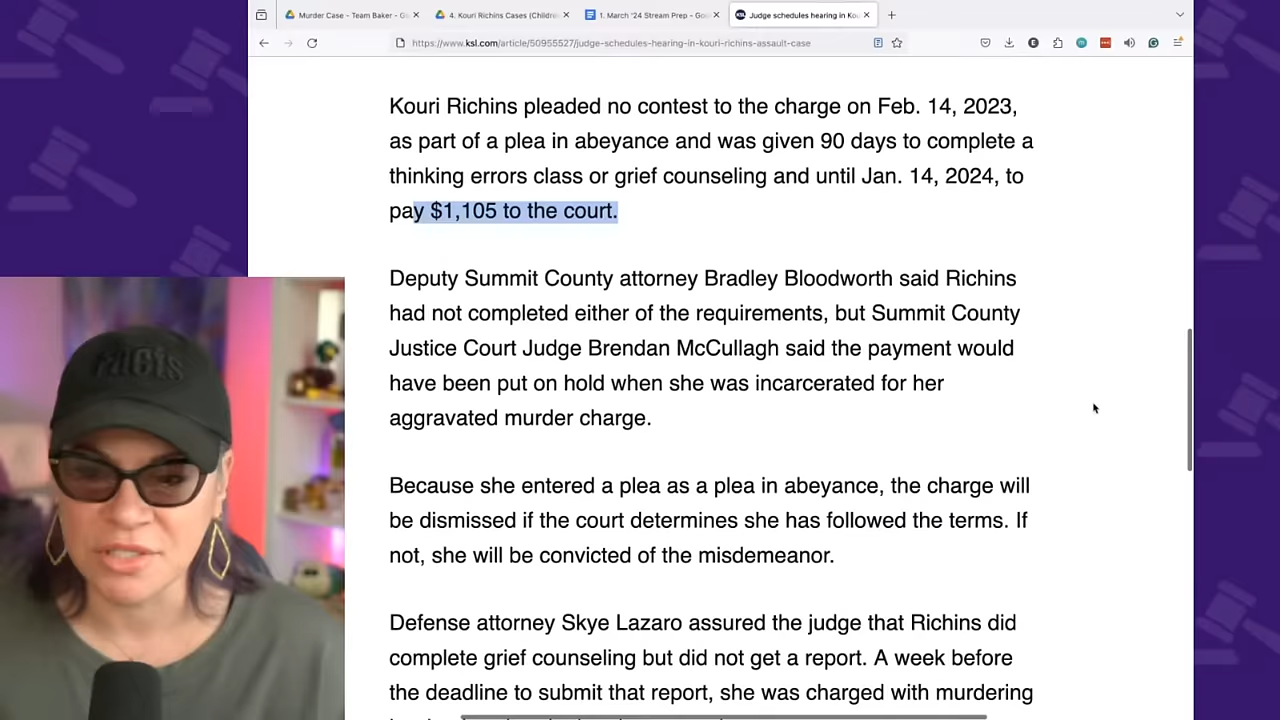 Murder Case - Team Baker - G
4. Kouri Richins Cases (Childre
1. March '24 Stream Prep - Goo
KSL
Judge schedules hearing in Kou
https://www.ksl.com/article/50955527/judge-schedules-hearing-in-kouri-richins-assault-case
Kouri Richins pleaded no contest to the charge on Feb. 14, 2023,
as part of a plea in abeyance and was given 90 days to complete a
thinking errors class or grief counseling and until Jan. 14, 2024, to
pay $1,105 to the court.
Deputy Summit County attorney Bradley Bloodworth said Richins
had not completed either of the requirements, but Summit County
Justice Court Judge Brendan McCullagh said the payment would
have been put on hold when she was incarcerated for her
aggravated murder charge.
Because she entered a plea as a plea in abeyance, the charge will
be dismissed if the court determines she has followed the terms. If
not, she will be convicted of the misdemeanor.
Defense attorney Skye Lazaro assured the judge that Richins did
complete grief counseling but did not get a report. A week before
the deadline to submit that report, she was charged with murdering